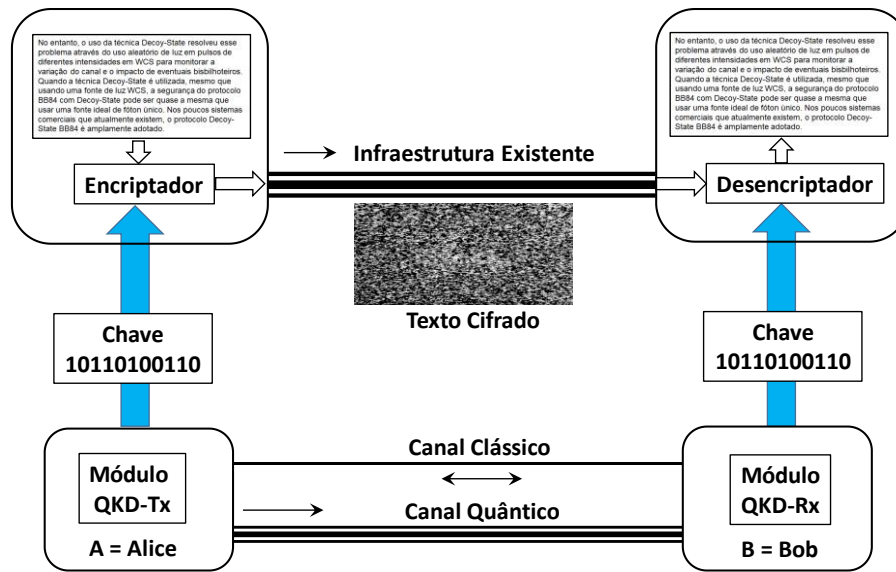 No entanto, o uso da técnica Decoy-State resolveu esse
problema através do uso aleatório de luz em pulsos de
diferentes intensidades em WCS para monitorar a
variação do canal e o impacto de eventuais bisbilhoteiros.
Quando a técnica Decoy-State é utilizada, mesmo que
usando uma fonte de luz WCS, a segurança do protocolo
BB84 com Decoy-State pode ser quase a mesma que
usar uma fonte ideal de fóton único. Nos poucos sistemas
comerciais que atualmente existem, o protocolo Decoy-
State BB84 é amplamente adotado.
No entanto, o uso da técnica Decoy-State resolveu esse
problema através do uso aleatório de luz em pulsos de
diferentes intensidades em WCS para monitorar a
variação do canal e o impacto de eventuais bisbilhoteiros.
Quando a técnica Decoy-State é utilizada, mesmo que
usando uma fonte de luz WCS, a segurança do protocolo
BB84 com Decoy-State pode ser quase a mesma que
usar uma fonte ideal de fóton único. Nos poucos sistemas
comerciais que atualmente existem, o protocolo Decoy-
State BB84 é amplamente adotado.
Infraestrutura Existente
Encriptador
Desencriptador
Texto Cifrado
Chave
10110100110
Chave
10110100110
Canal Clássico
Módulo
QKD-Tx
Canal Quântico
Módulo
QKD-Rx
A = Alice
B = Bob